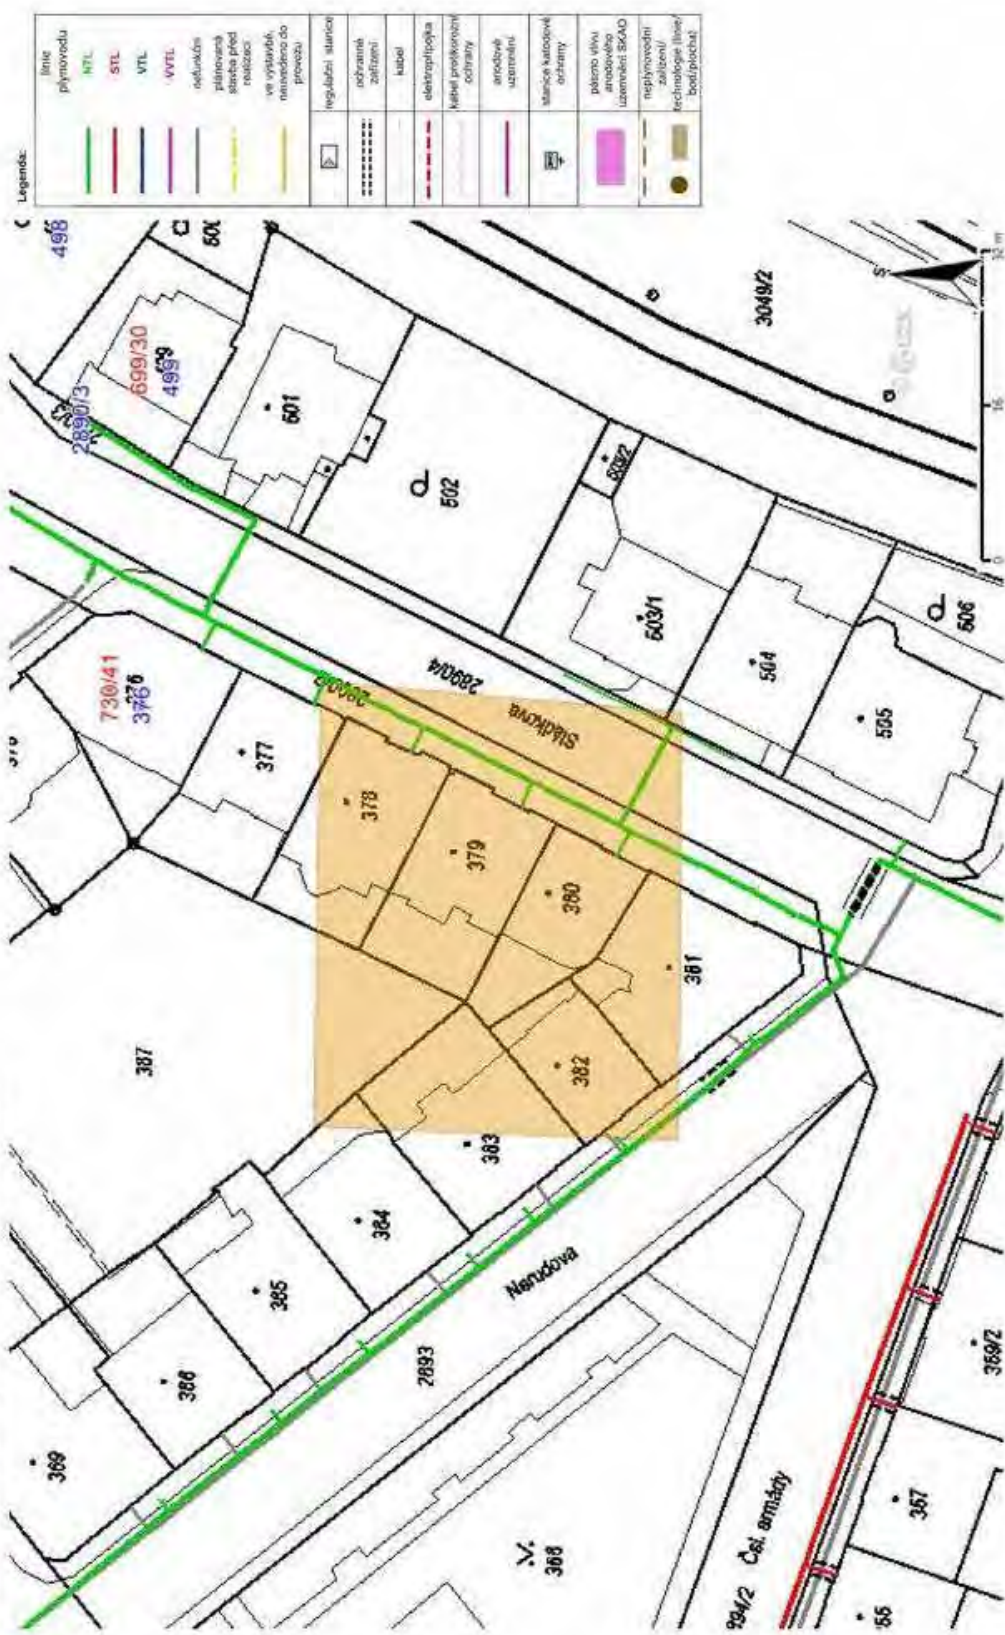 Legenda:
linie
plynovodu
NTL
STL
VTL
VVTL
nefunkční
plánovaná
stavba před
realizací
ve výstavbě,
neuvedeno do
provozu
regulační stanice
ochranné
zařízení
kabel
elektropřípojka
kabel protikorozní
ochrany
anodové
uzemnění
stanice katodové
ochrany
pásmo vlivu
anodového
uzemnění SKAO
neplynovodní
zařízení/
technologie (linie/
bod/plocha)
498
699/30
499
2890/3
501
502
503/2
503/1
504
505
506
3049/2
S
0
16
32 m
730/41
376
377
378
379
380
381
382
383
384
385
386
387
369
2890/4
Sládkova
Nerudova
2893
368
Čsl. armády
894/2
357
359/2